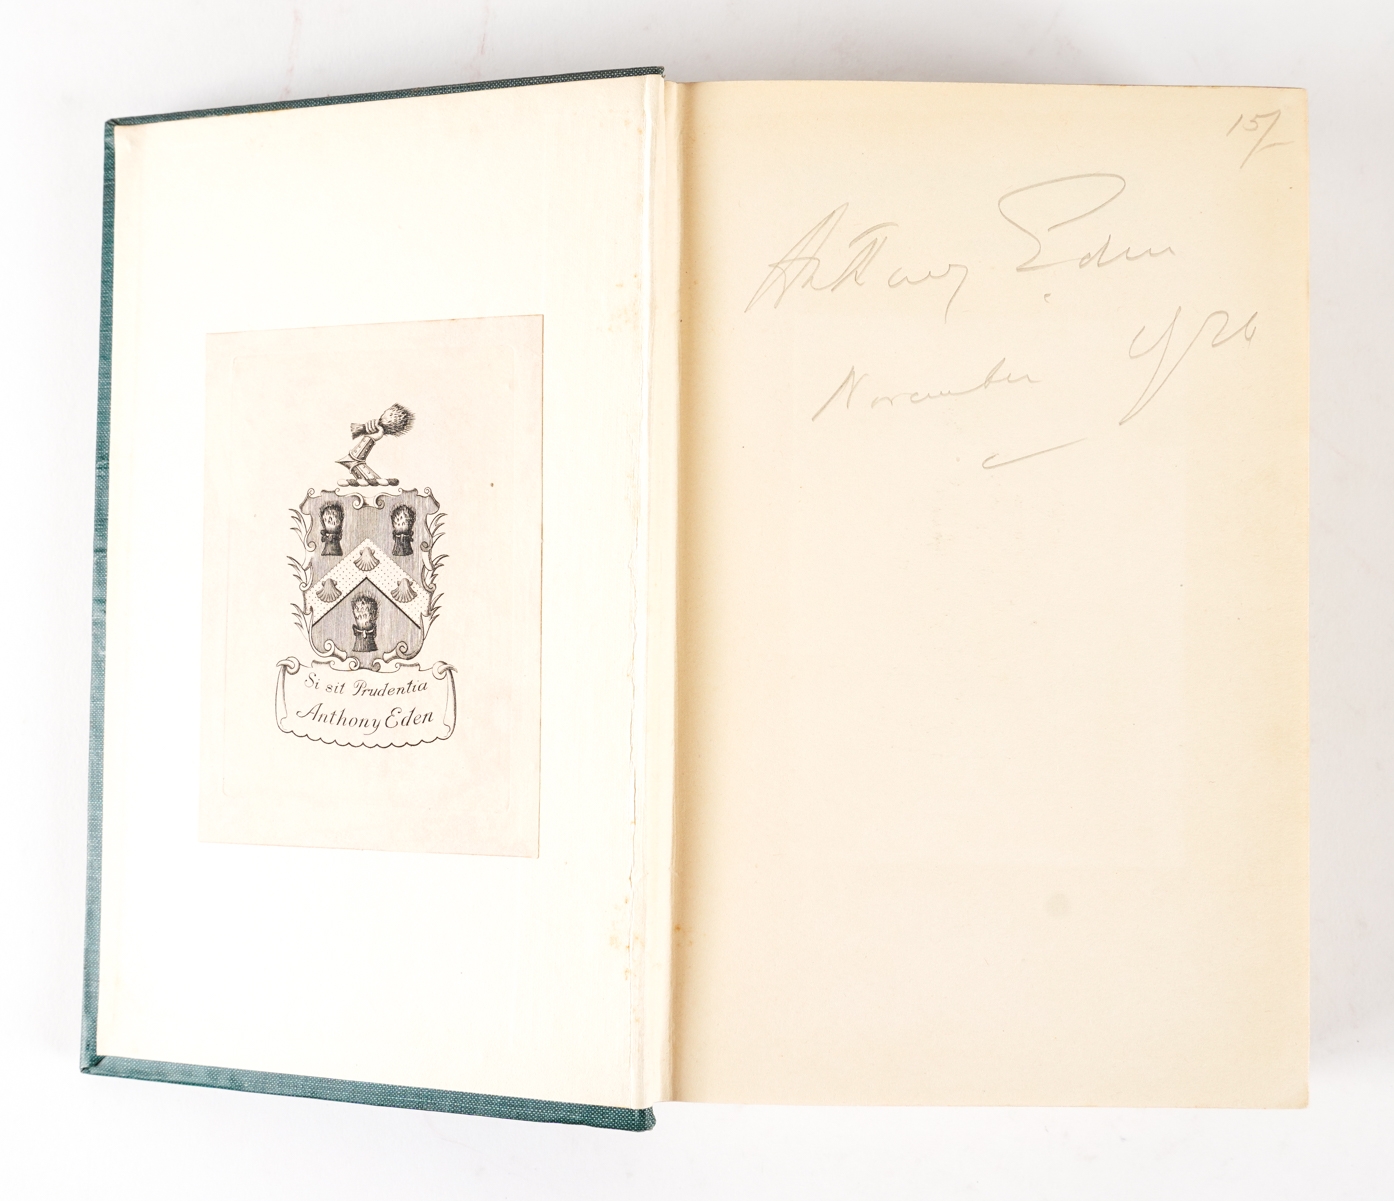 Si sit Prudentia
Anthony Eden
15/-
Anthony Eden
November 1926